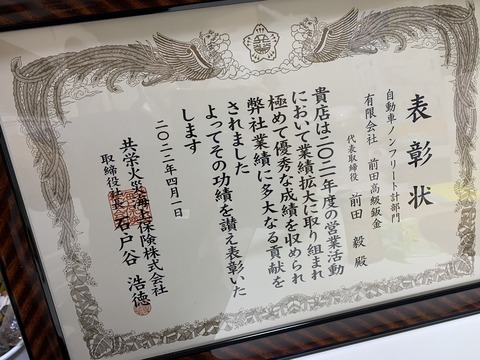 表彰状
自動車ノンフリート計部門
有限会社 前田高級鈑金
代表取締役 前田 毅 殿
貴店は二〇二一年度の営業活動
において業績拡大に取り組まれ
極めて優秀な成績を収められ
弊社業績に多大なる貢献を
されました
よってその功績を讃え表彰いた
します
二〇二二年四月一日
共栄火災海上保険株式会社
取締役社長 石戸谷 浩徳